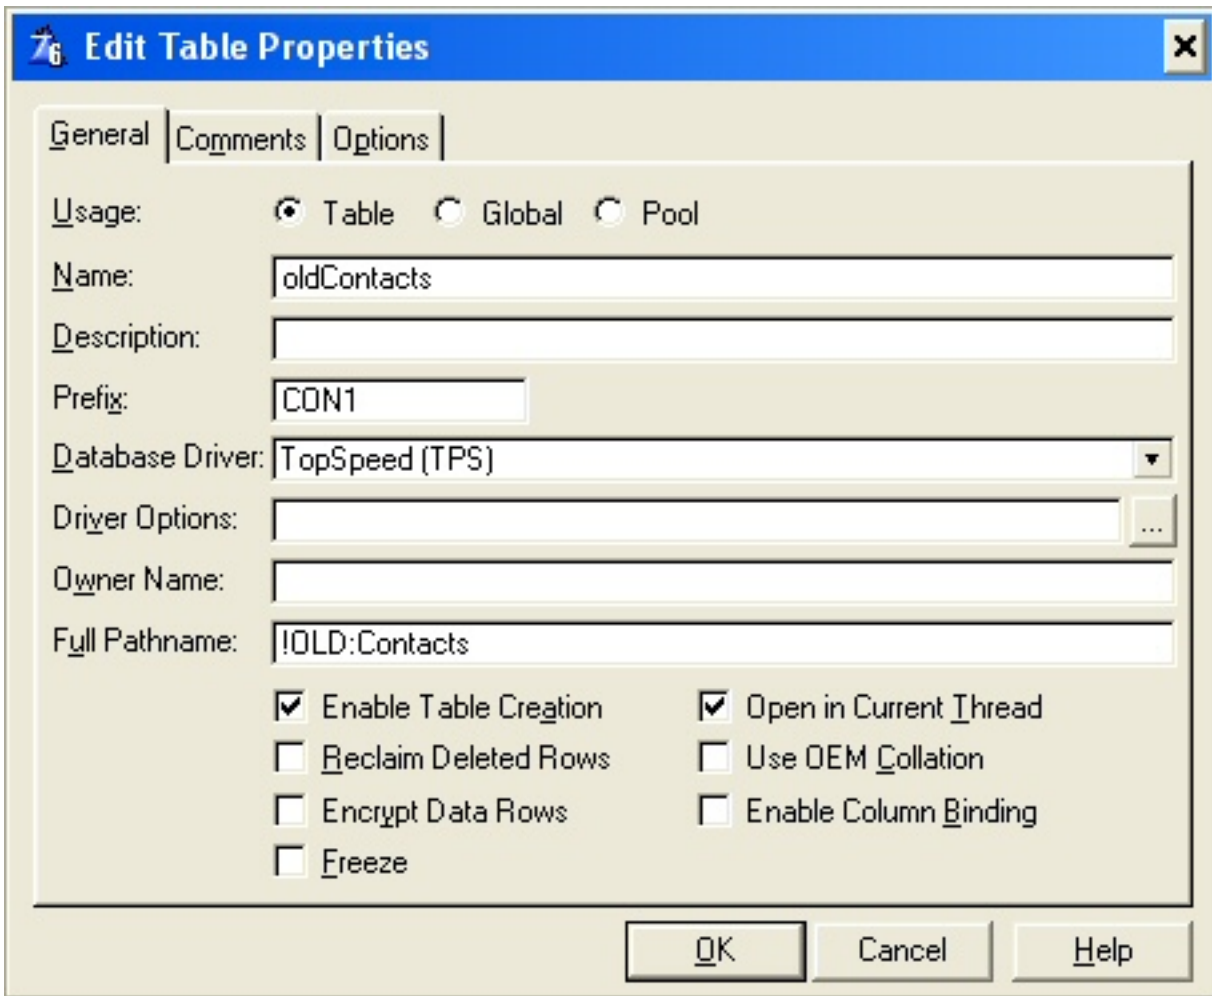 Edit Table Properties
General Comments Options
Usage: Table Global Pool
Name: oldContacts
Description:
Prefix: CON1
Database Driver: TopSpeed (TPS)
Driver Options: ...
Owner Name:
Full Pathname: !OLD:Contacts
Enable Table Creation Open in Current Thread
Reclaim Deleted Rows Use OEM Collation
Encrypt Data Rows Enable Column Binding
Freeze
OK Cancel Help